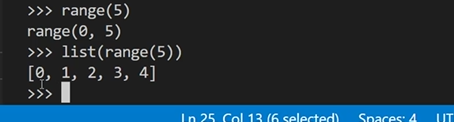 >>> range(5)
range(0, 5)
>>> list(range(5))
[0, 1, 2, 3, 4]
>>>
Ln 25, Col 13 (6 selected) Spaces: 4 UT